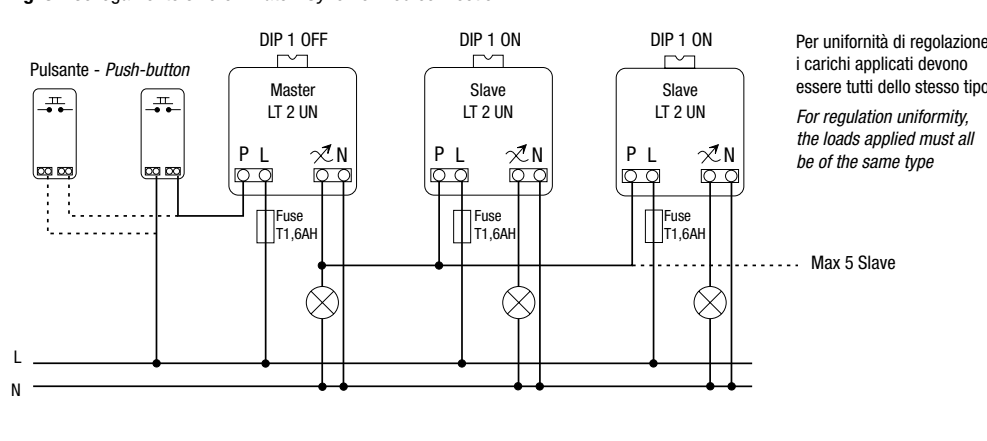 DIP 1 OFF
DIP 1 ON
DIP 1 ON
Pulsante - Push-button
Master
LT 2 UN
Slave
LT 2 UN
Slave
LT 2 UN
P L N
P L N
P L N
Fuse
T1,6AH
Fuse
T1,6AH
Fuse
T1,6AH
Per unifornità di regolazione
i carichi applicati devono
essere tutti dello stesso tipo
For regulation uniformity,
the loads applied must all
be of the same type
Max 5 Slave
L
N